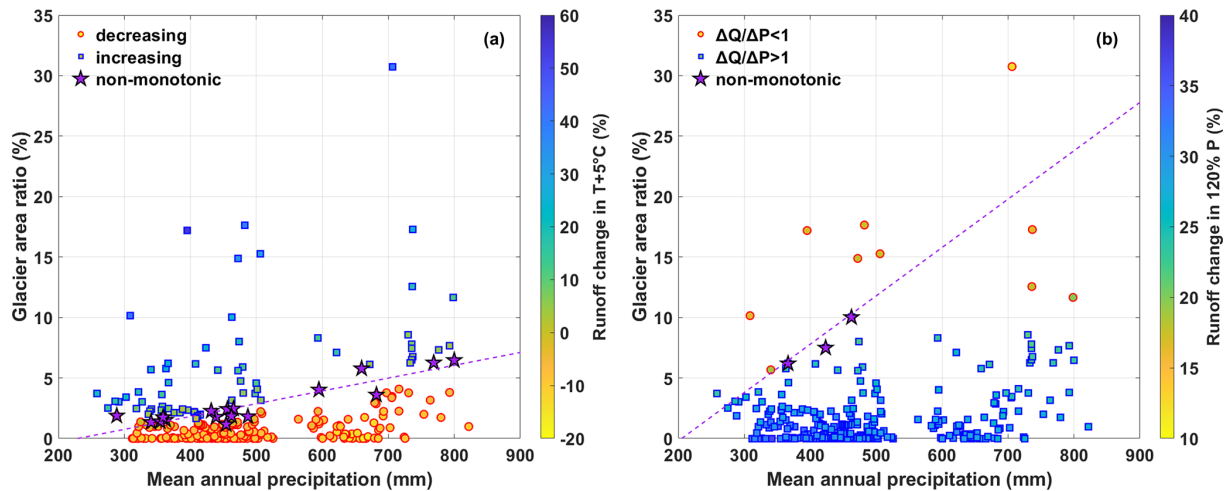 35
30
25
20
15
10
5
0
Glacier area ratio (%)
decreasing
increasing
non-monotonic
(a)
200 300 400 500 600 700 800 900
Mean annual precipitation (mm)
60
50
40
30
20
10
0
-10
-20
Runoff change in T+5°C (%)
35
30
25
20
15
10
5
0
Glacier area ratio (%)
ΔQ/ΔP<1
ΔQ/ΔP>1
non-monotonic
(b)
200 300 400 500 600 700 800 900
Mean annual precipitation (mm)
40
35
30
25
20
15
10
Runoff change in 120% P (%)